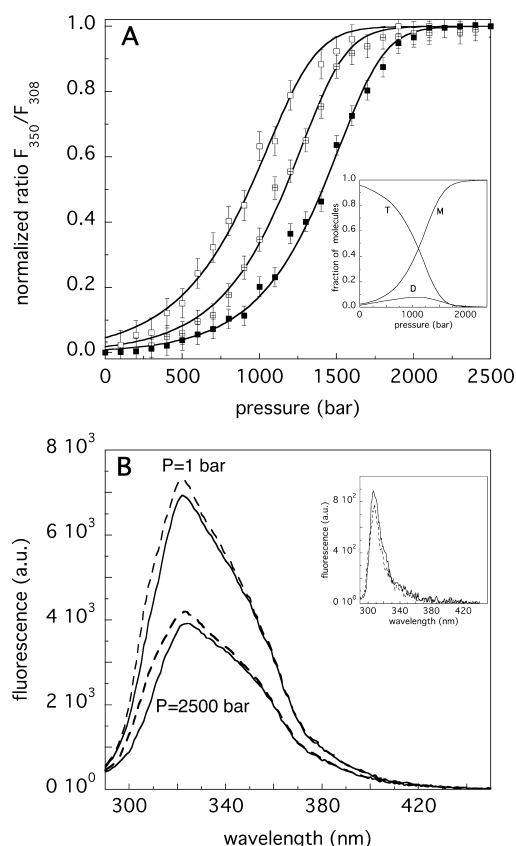 A
normalized ratio F350/F308
1.0
0.8
0.6
0.4
0.2
0.0
0
500
1000
1500
2000
2500
pressure (bar)
fraction of molecules
1.0
0.8
0.6
0.4
0.2
0.0
T
M
D
0
1000
2000
pressure (bar)
B
P=1 bar
P=2500 bar
fluorescence (a.u.)
8 10³
6 10³
4 10³
2 10³
0 10⁰
300
340
380
420
wavelength (nm)
fluorescence (a.u.)
8 10²
4 10²
0 10⁰
300
340
380
420
wavelength (nm)